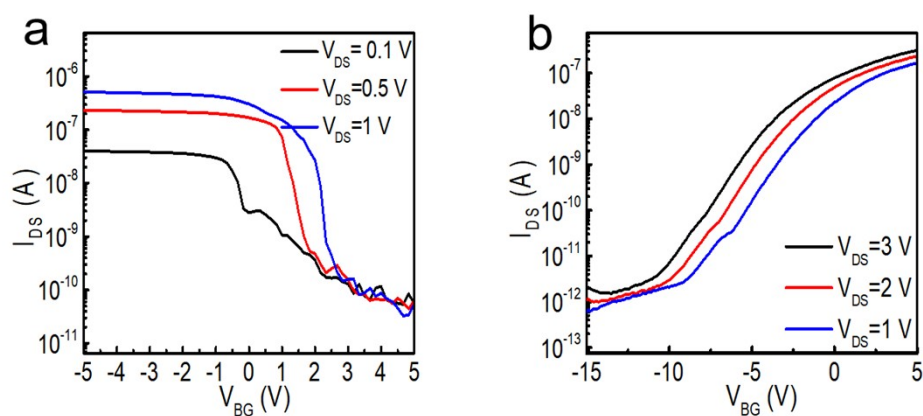 a
V_DS= 0.1 V
V_DS= 0.5 V
V_DS= 1 V
10^-6
10^-7
10^-8
10^-9
10^-10
10^-11
I_DS (A)
-5 -4 -3 -2 -1 0 1 2 3 4 5
V_BG (V)
b
10^-7
10^-8
10^-9
10^-10
10^-11
10^-12
10^-13
I_DS (A)
V_DS=3 V
V_DS=2 V
V_DS=1 V
-15 -10 -5 0 5
V_BG (V)